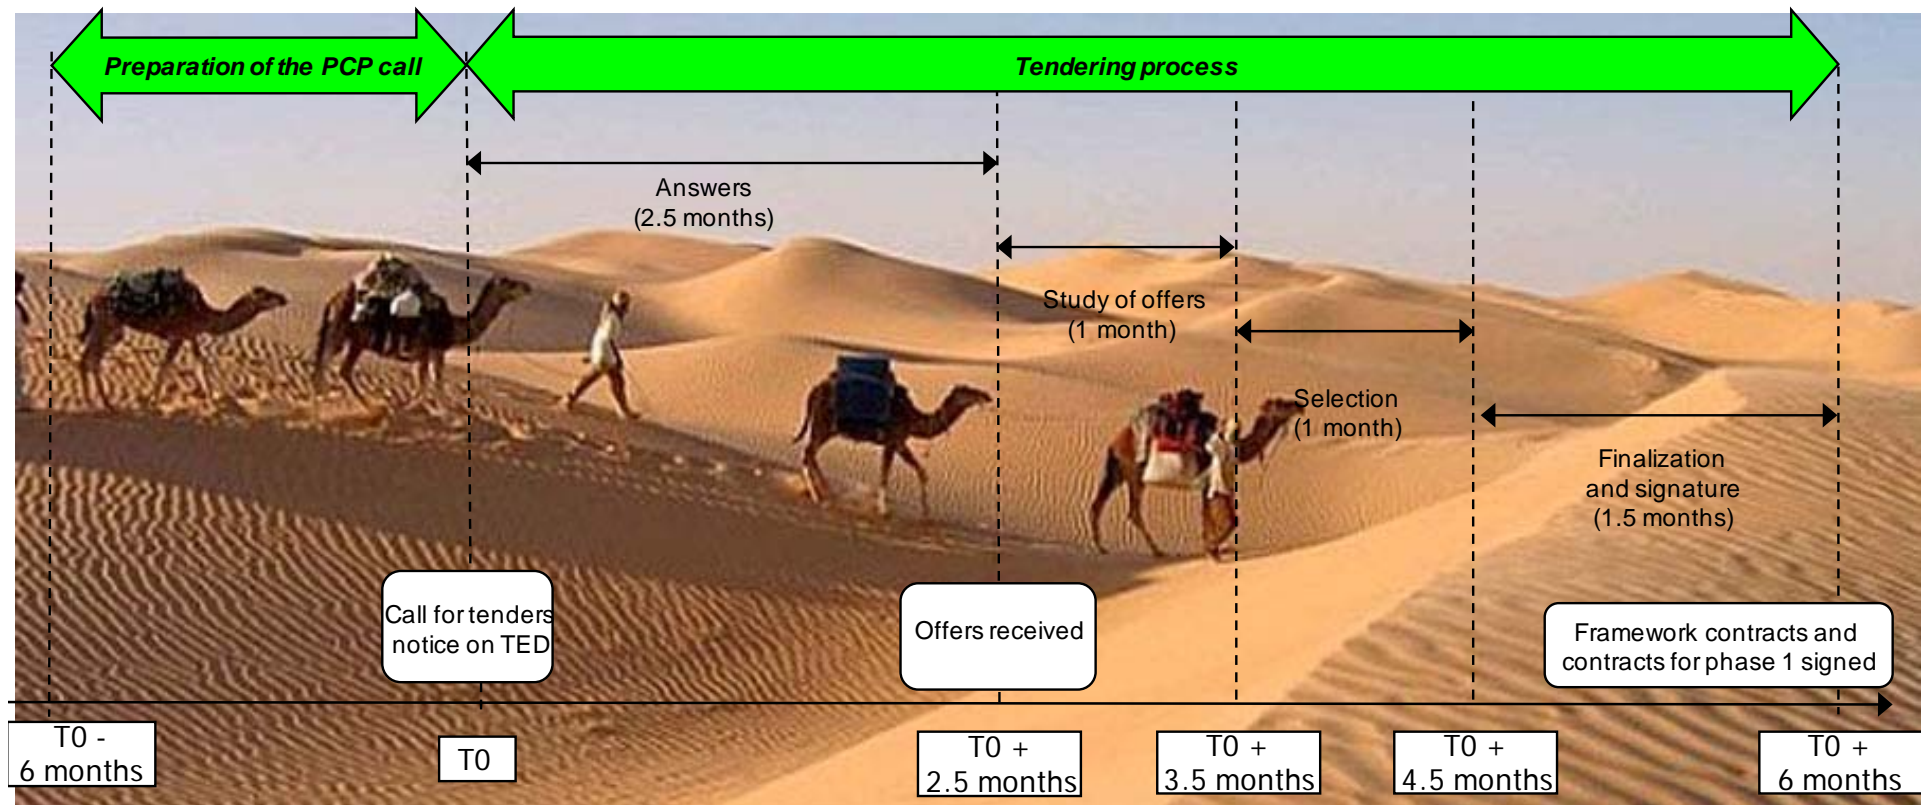 Preparation of the PCP call
Tendering process
Answers
(2.5 months)
Study of offers
(1 month)
Selection
(1 month)
Finalization
and signature
(1.5 months)
Call for tenders
notice on TED
Offers received
Framework contracts and
contracts for phase 1 signed
T0 -
6 months
T0
T0 +
2.5 months
T0 +
3.5 months
T0 +
4.5 months
T0 +
6 months